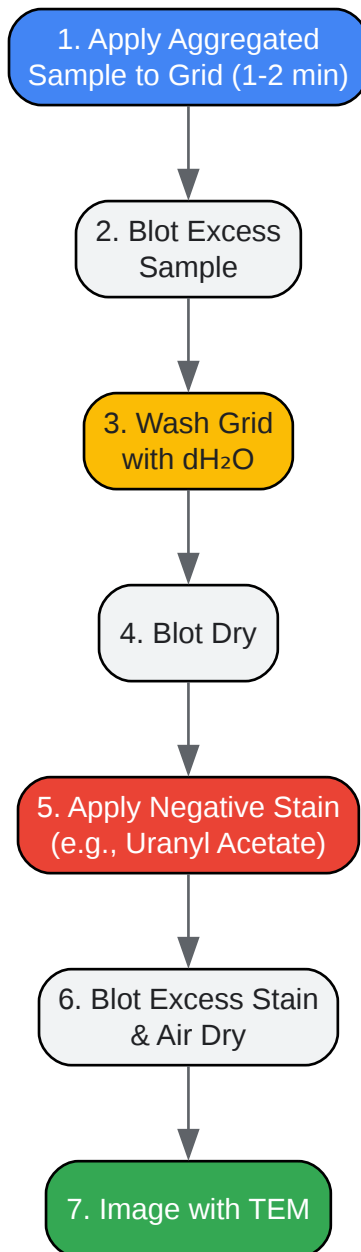 1. Apply Aggregated
Sample to Grid (1-2 min)
2. Blot Excess
Sample
3. Wash Grid
with dH₂O
4. Blot Dry
5. Apply Negative Stain
(e.g., Uranyl Acetate)
6. Blot Excess Stain
& Air Dry
7. Image with TEM